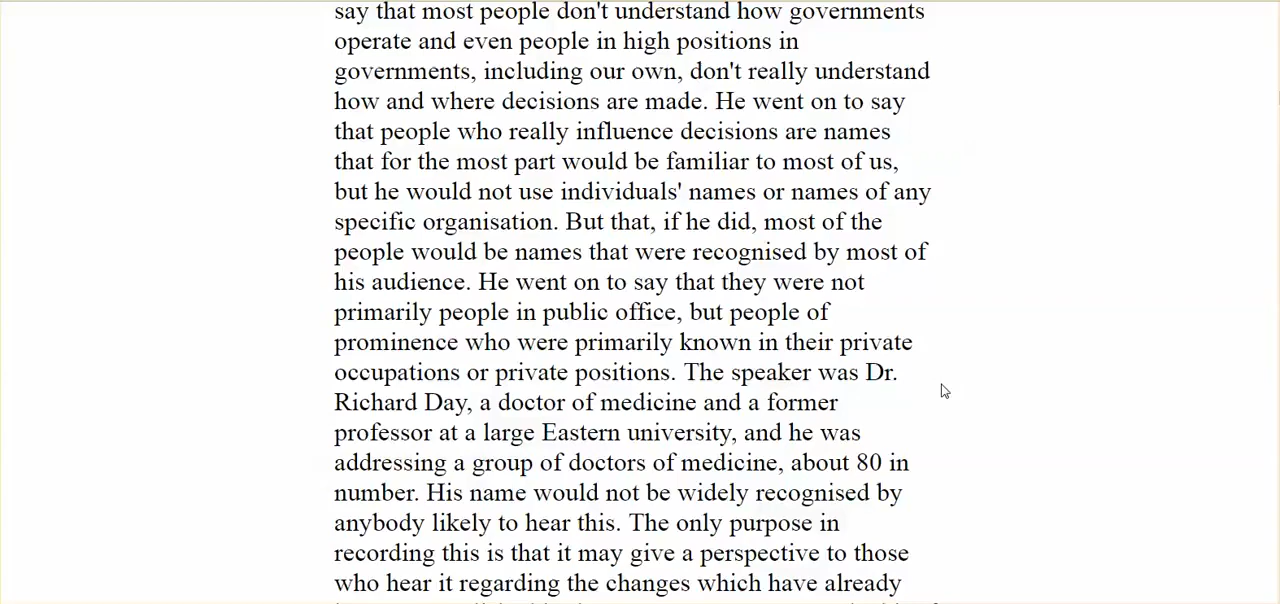 say that most people don't understand how governments
operate and even people in high positions in
governments, including our own, don't really understand
how and where decisions are made. He went on to say
that people who really influence decisions are names
that for the most part would be familiar to most of us,
but he would not use individuals' names or names of any
specific organisation. But that, if he did, most of the
people would be names that were recognised by most of
his audience. He went on to say that they were not
primarily people in public office, but people of
prominence who were primarily known in their private
occupations or private positions. The speaker was Dr.
Richard Day, a doctor of medicine and a former
professor at a large Eastern university, and he was
addressing a group of doctors of medicine, about 80 in
number. His name would not be widely recognised by
anybody likely to hear this. The only purpose in
recording this is that it may give a perspective to those
who hear it regarding the changes which have already